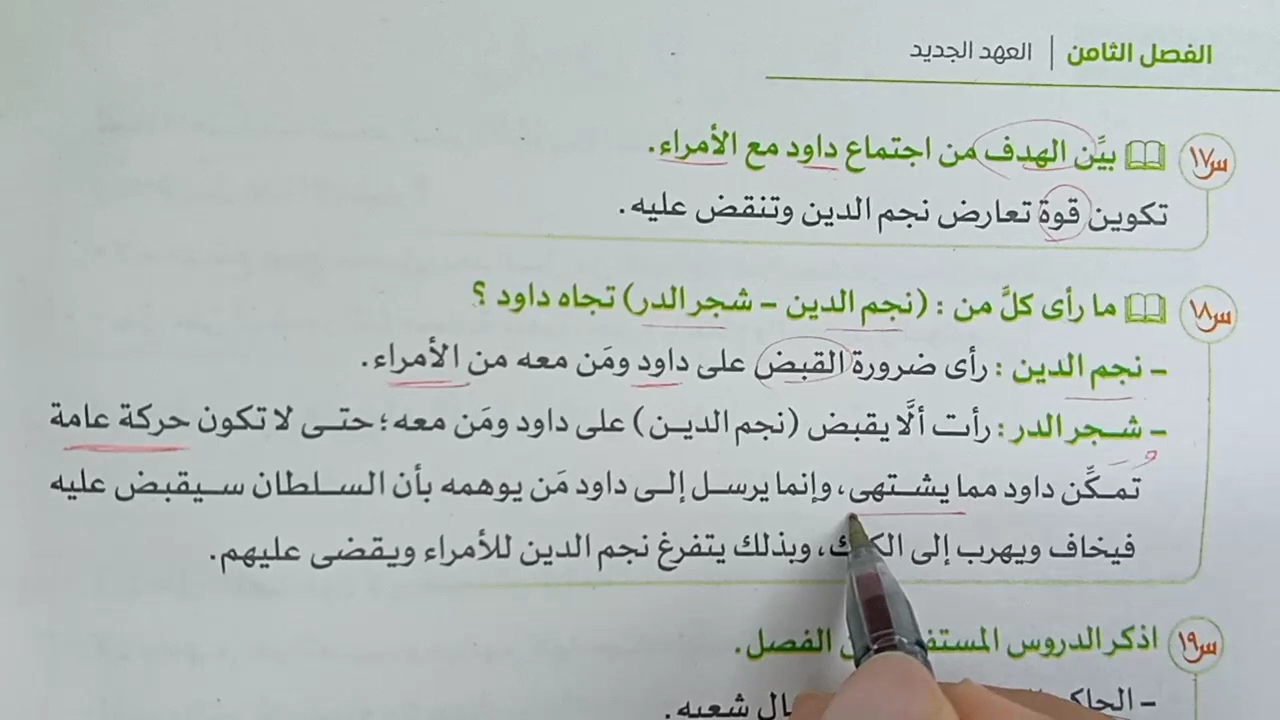 الفصل الثامن | العهد الجديد
س١٧ بيِّن الهدف من اجتماع داود مع الأمراء.
تكوين قوة تعارض نجم الدين وتنقض عليه.
س١٨ ما رأى كلَّ من : (نجم الدين – شجر الدر) تجاه داود ؟
- نجم الدين : رأى ضرورة القبض على داود ومَن معه من الأمراء.
- شجر الدر : رأت ألَّا يقبض (نجم الدين) على داود ومَن معه؛ حتى لا تكون حركة عامة
تمكِّن داود مما يشتهى، وإنما يرسل إلى داود مَن يوهمه بأن السلطان سيقبض عليه
فيخاف ويهرب إلى ، وبذلك يتفرغ نجم الدين للأمراء ويقضى عليهم.
س١٩ اذكر الدروس الفصل.
- شعبه.